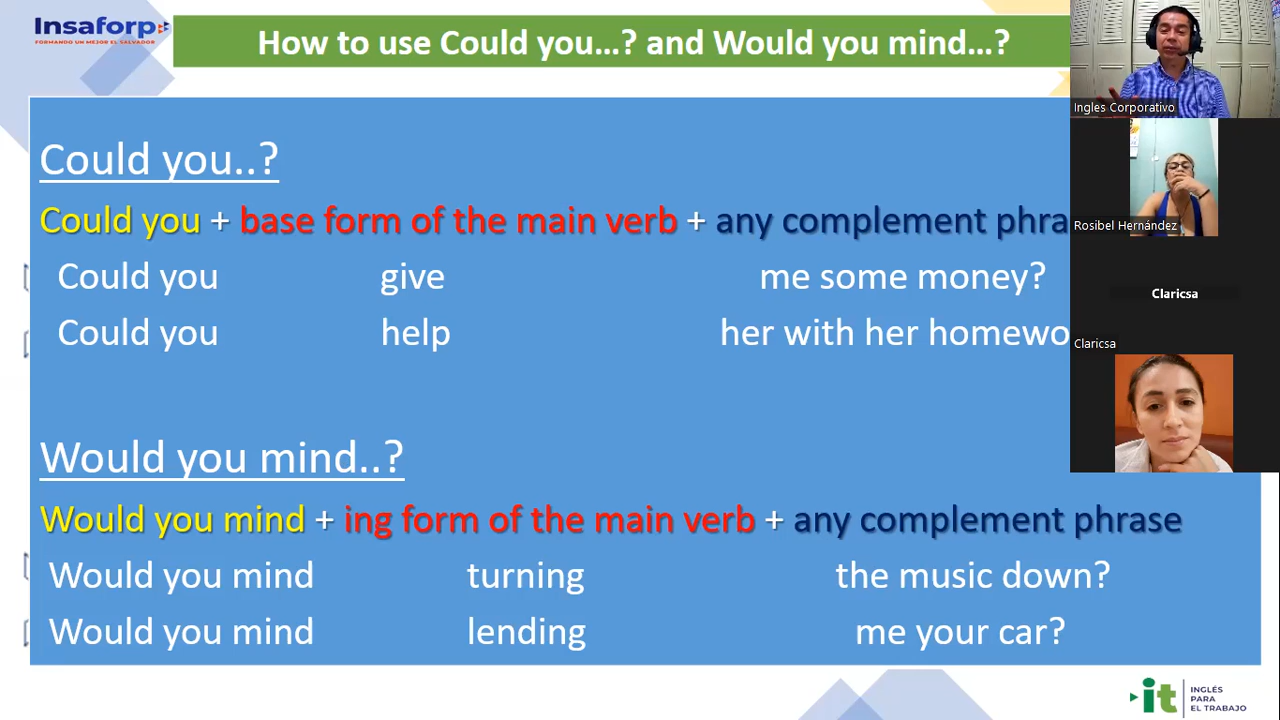 Insaforp
FORMANDO UN MEJOR EL SALVADOR
How to use Could you…? and Would you mind…?
Could you..?
Could you + base form of the main verb + any complement phra
Could you give me some money?
Could you help her with her homewo
Would you mind..?
Would you mind + ing form of the main verb + any complement phrase
Would you mind turning the music down?
Would you mind lending me your car?
Ingles Corporativo
Rosibel Hernández
Claricsa
Claricsa
it
INGLÉS
PARA
EL TRABAJO